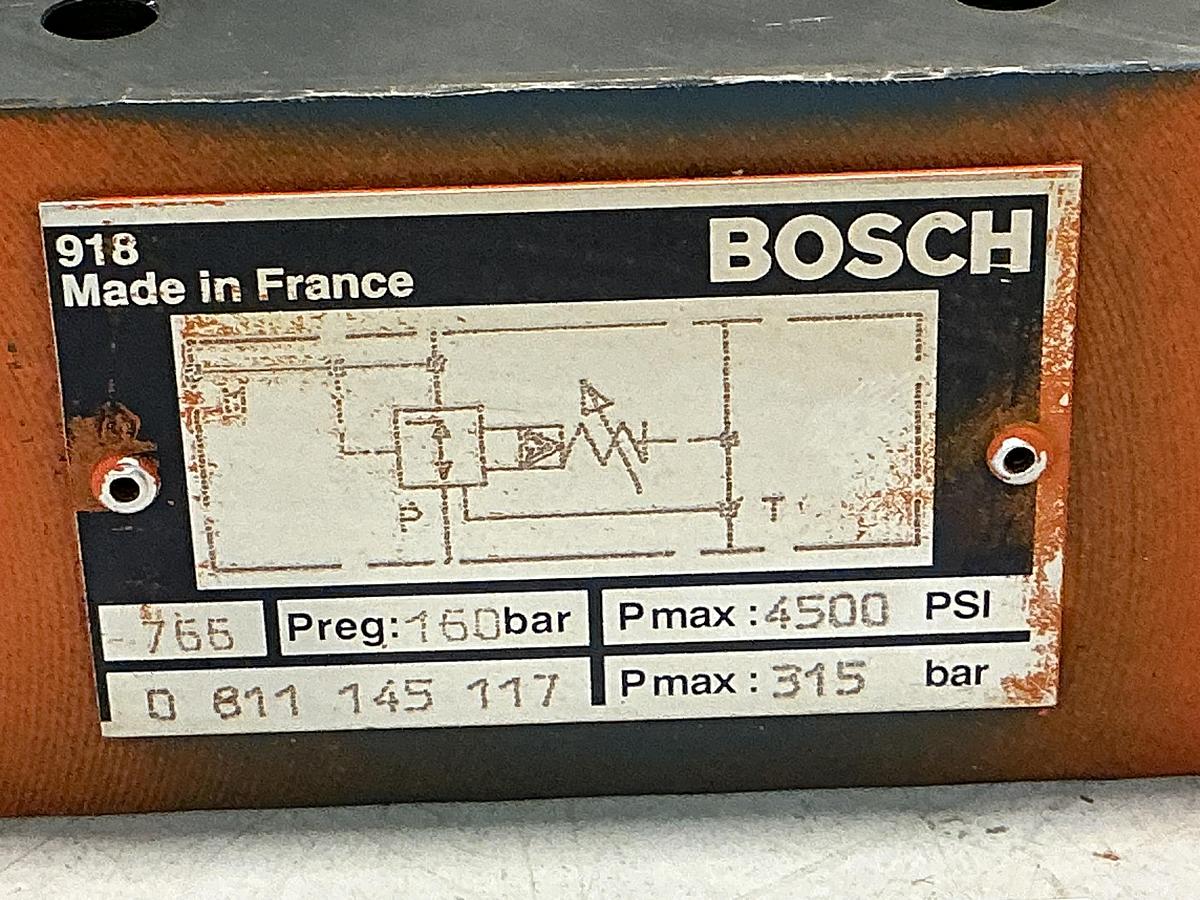 918
BOSCH
Made in France
P
T
766
Preg: 160 bar
Pmax: 4500 PSI
0 811 145 117
Pmax: 315 bar